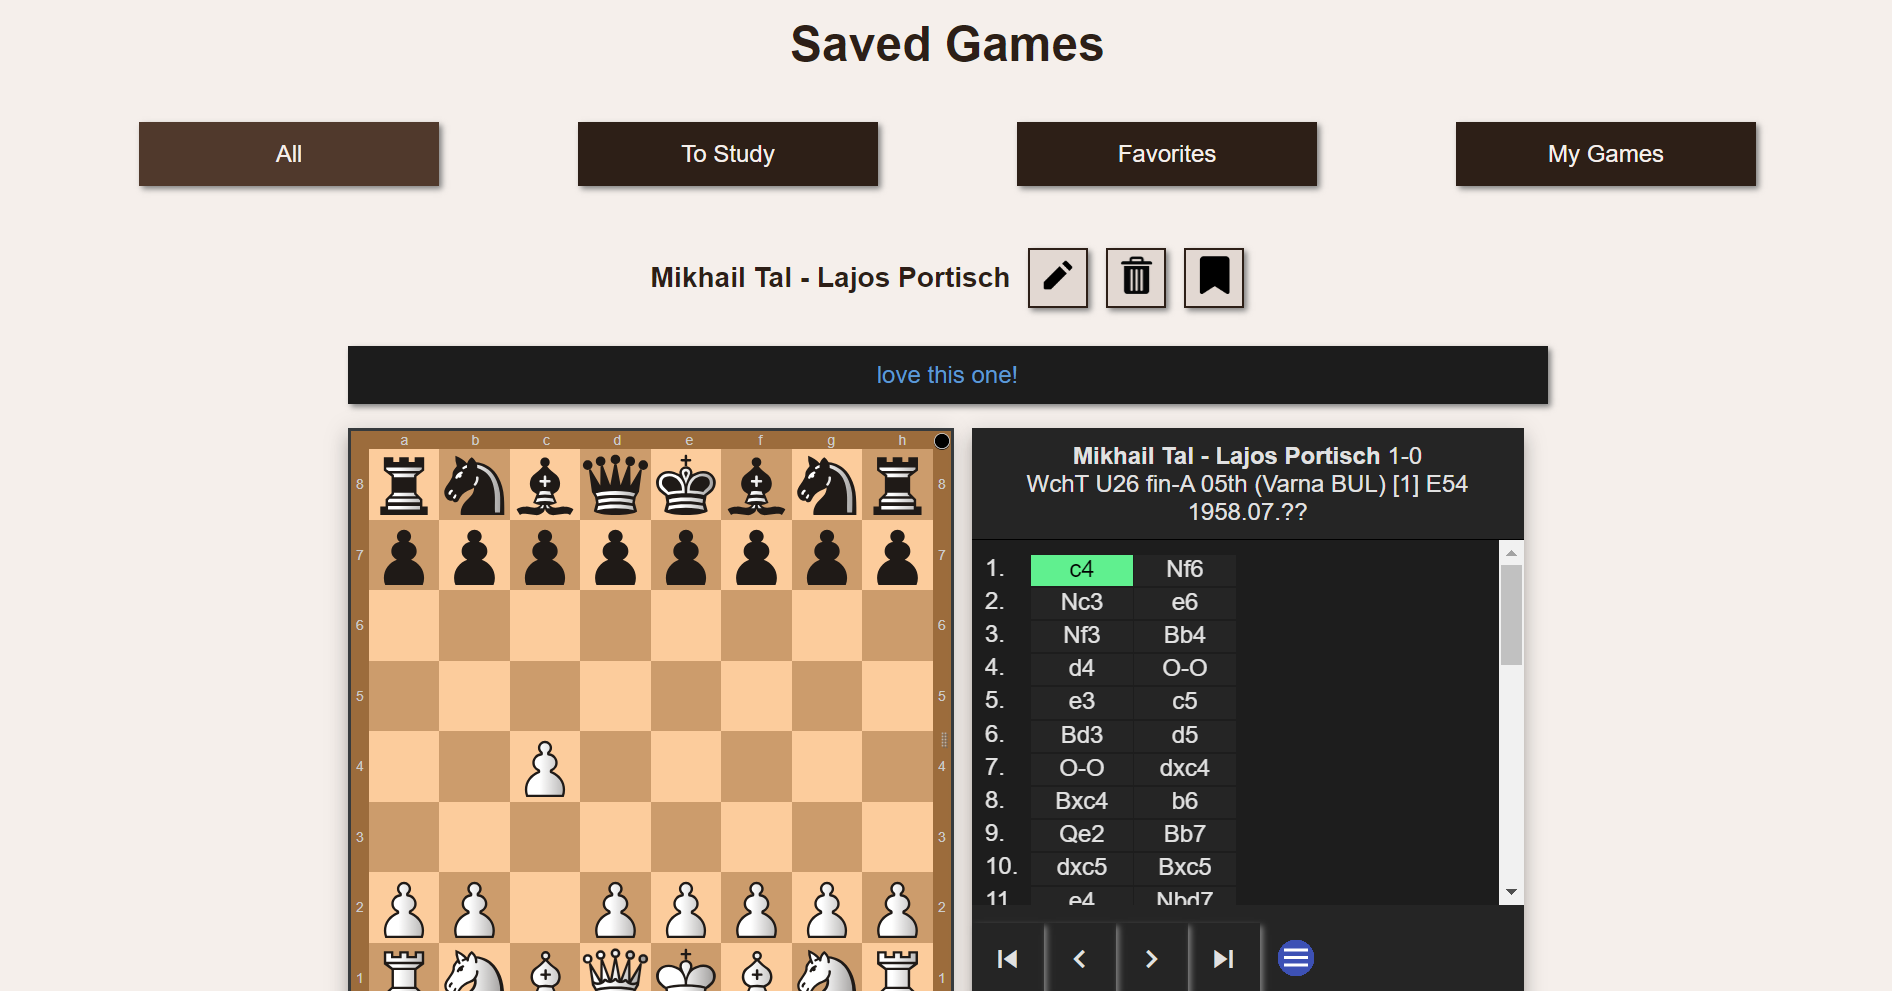 Saved Games
All To Study Favorites My Games
Mikhail Tal - Lajos Portisch
love this one!
a b c d e f g h
8 8
7 7
6 6
5 5
4 4
3 3
2 2
1 1
Mikhail Tal - Lajos Portisch 1-0
WchT U26 fin-A 05th (Varna BUL) [1] E54
1958.07.??
1. c4 Nf6
2. Nc3 e6
3. Nf3 Bb4
4. d4 O-O
5. e3 c5
6. Bd3 d5
7. O-O dxc4
8. Bxc4 b6
9. Qe2 Bb7
10. dxc5 Bxc5
11. e4 Nbd7